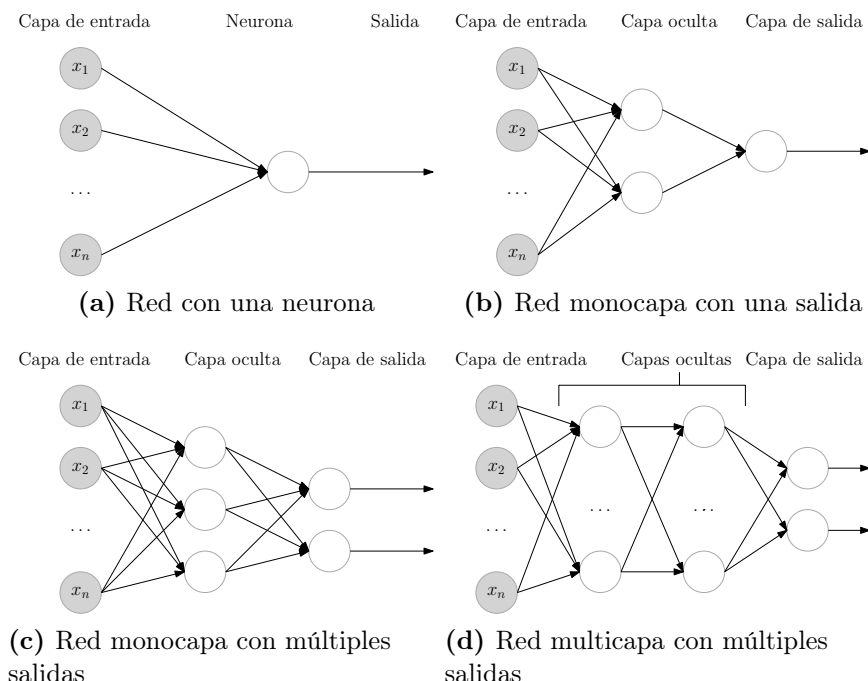 Capa de entrada Neurona Salida
x1
x2
...
xn
(a) Red con una neurona
Capa de entrada Capa oculta Capa de salida
x1
x2
...
xn
(b) Red monocapa con una salida
Capa de entrada Capa oculta Capa de salida
x1
x2
...
xn
(c) Red monocapa con múltiples
salidas
Capa de entrada Capas ocultas Capa de salida
x1
x2
... ... ...
xn
(d) Red multicapa con múltiples
salidas